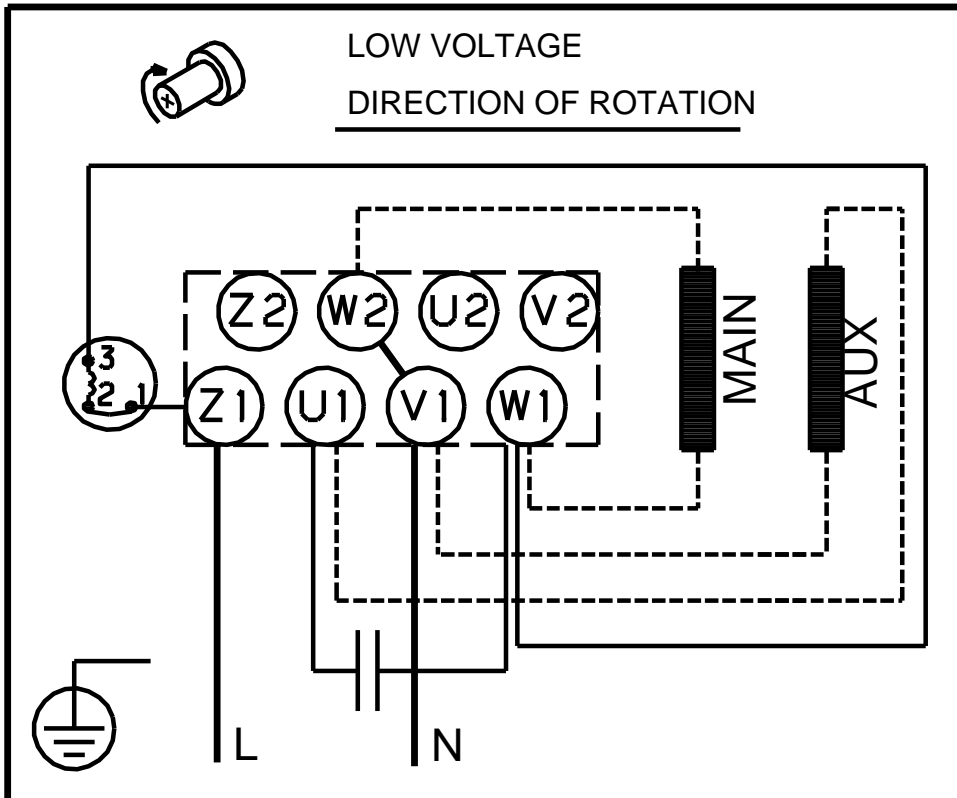 LOW VOLTAGE
DIRECTION OF ROTATION
Z2 W2 U2 V2
3
2 1
Z1 U1 V1 W1
MAIN
AUX
L N